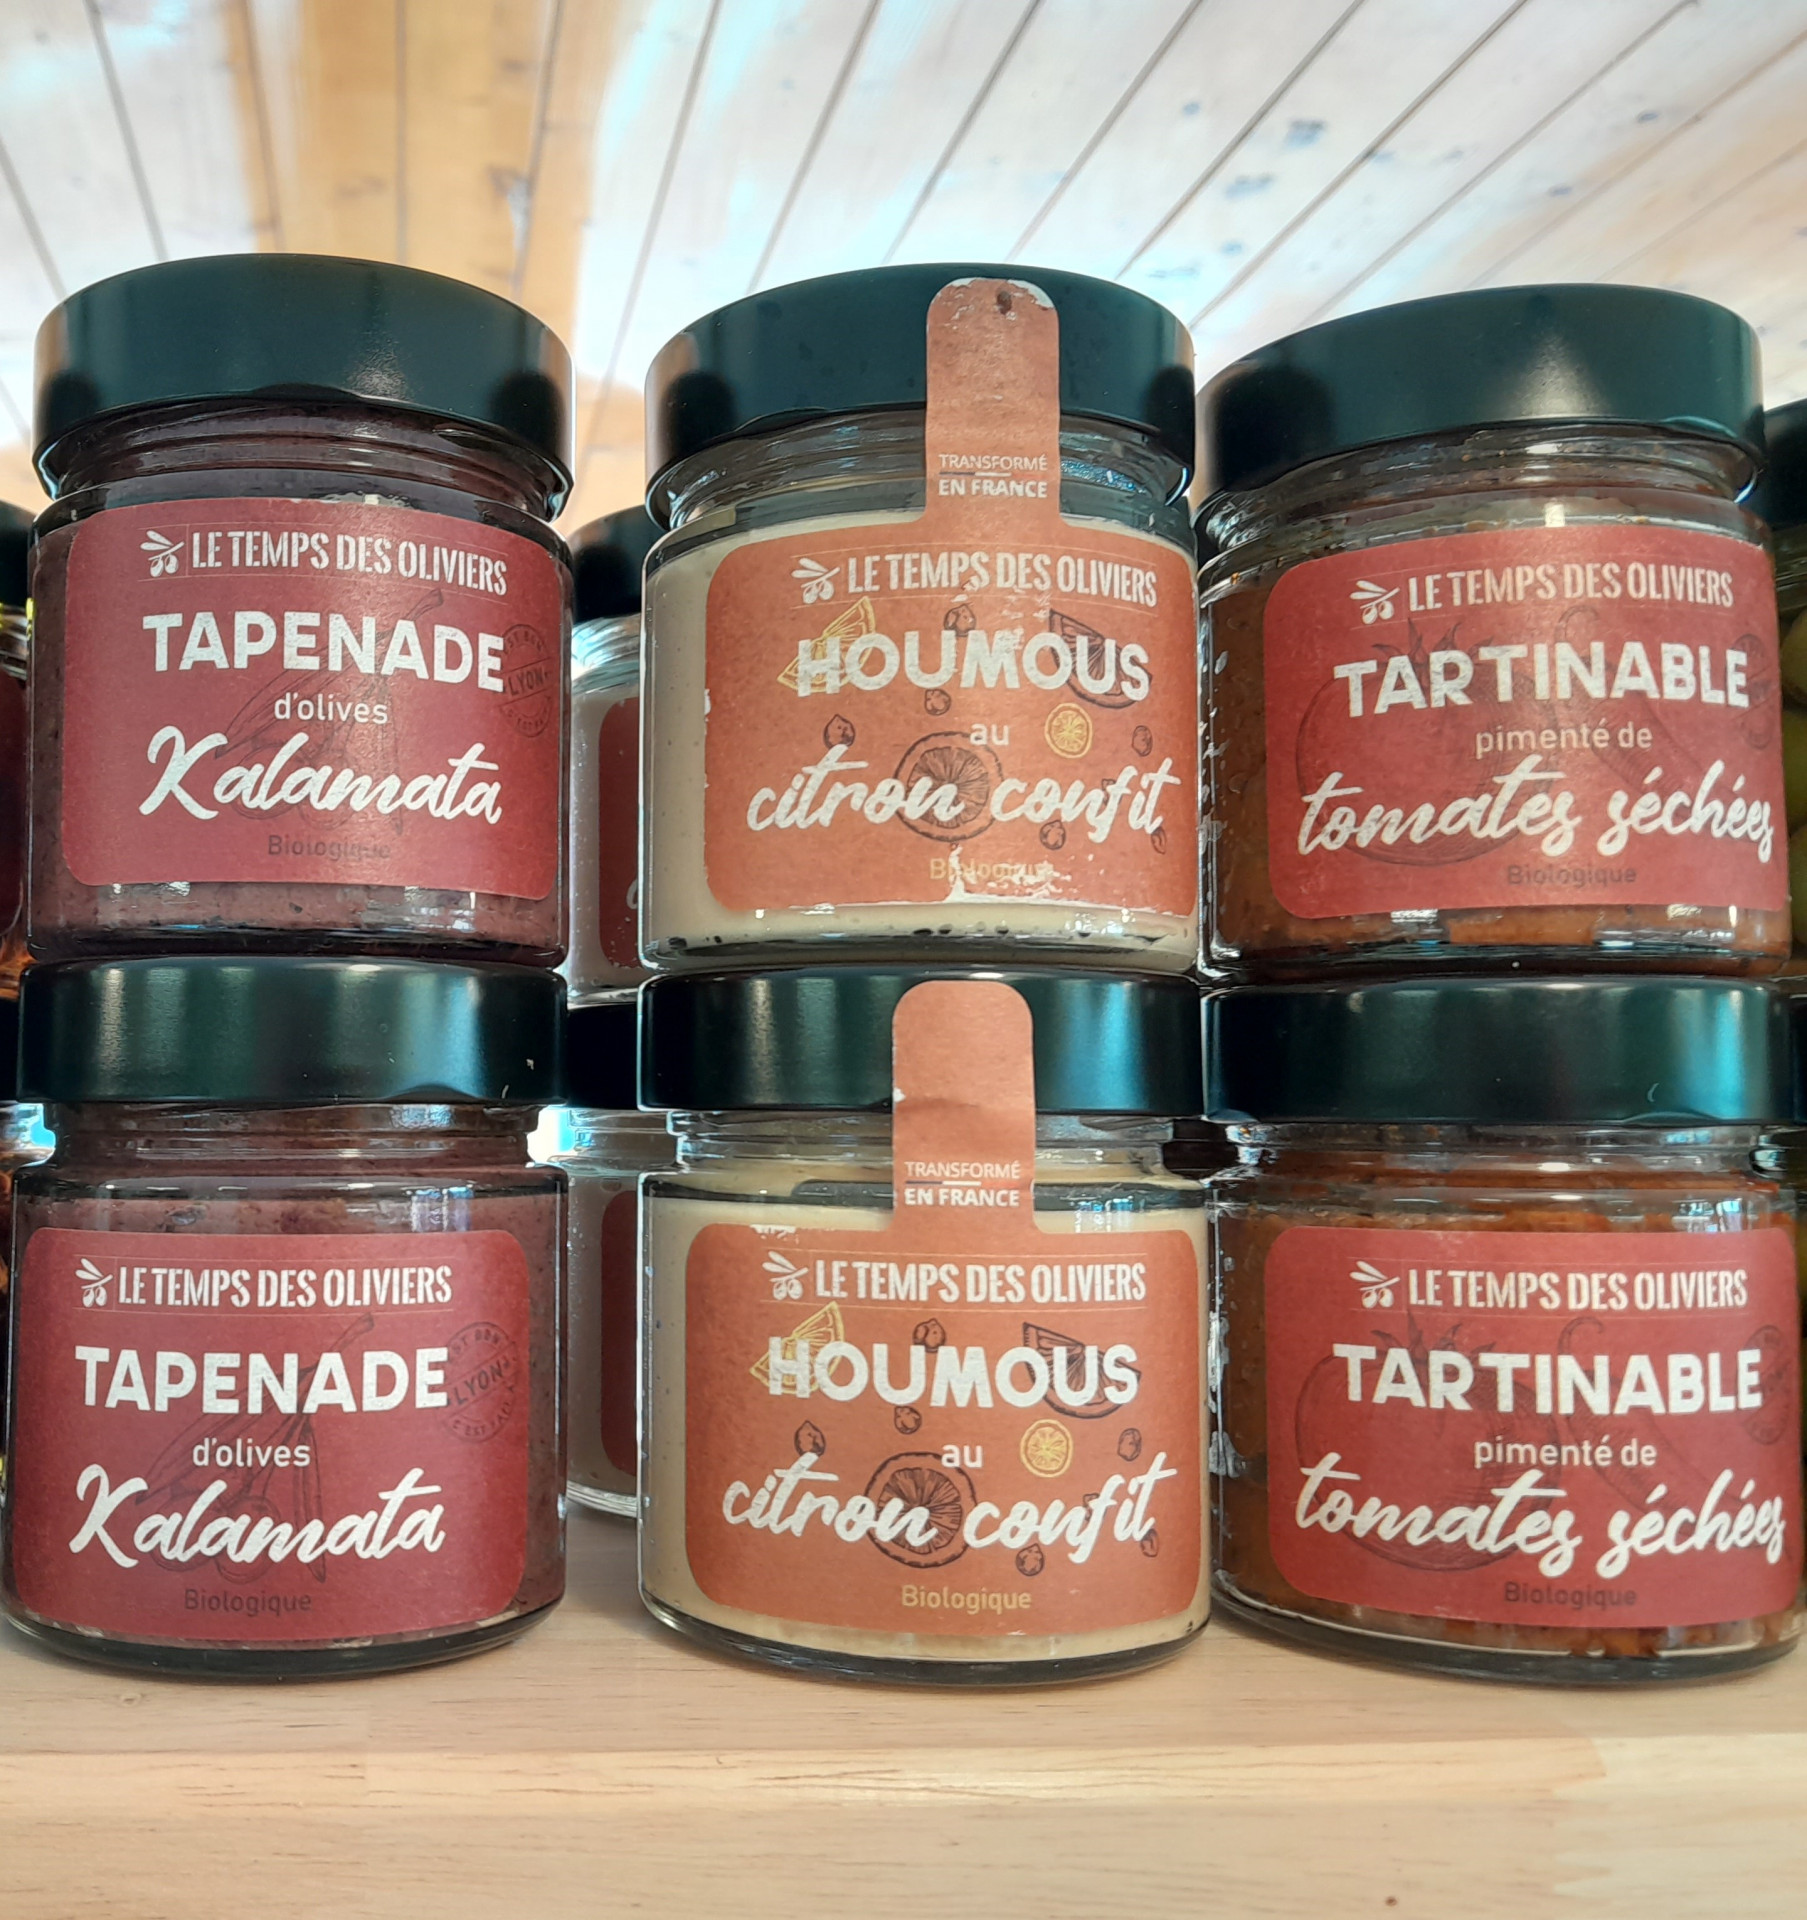 LE TEMPS DES OLIVIERS
TAPENADE
d'olives
Kalamata
Biologique
LYON
TRANSFORMÉ
EN FRANCE
LE TEMPS DES OLIVIERS
HOUMOUS
au
citron confit
Biologique
LE TEMPS DES OLIVIERS
TARTINABLE
pimenté de
tomates séchées
Biologique
LE TEMPS DES OLIVIERS
TAPENADE
d'olives
Kalamata
Biologique
LYON
TRANSFORMÉ
EN FRANCE
LE TEMPS DES OLIVIERS
HOUMOUS
au
citron confit
Biologique
LE TEMPS DES OLIVIERS
TARTINABLE
pimenté de
tomates séchées
Biologique